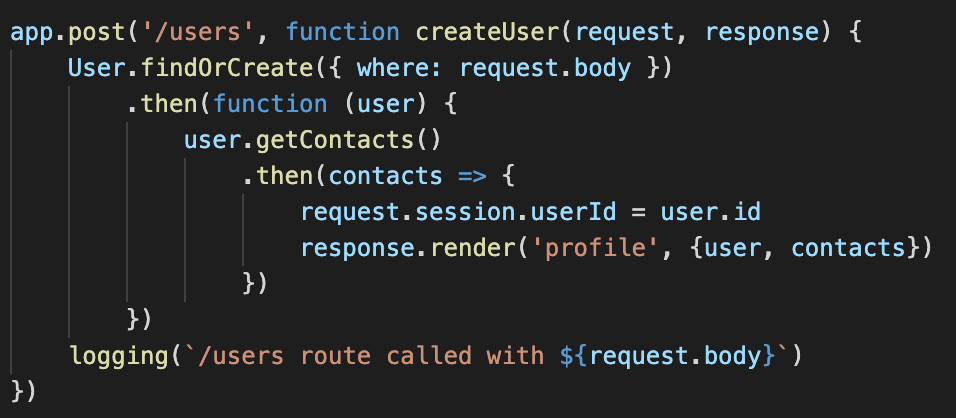 app.post('/users', function createUser(request, response) {
    User.findOrCreate({ where: request.body })
        .then(function (user) {
            user.getContacts()
                .then(contacts => {
                    request.session.userId = user.id
                    response.render('profile', {user, contacts})
                })
        })
    logging(`/users route called with ${request.body}`)
})